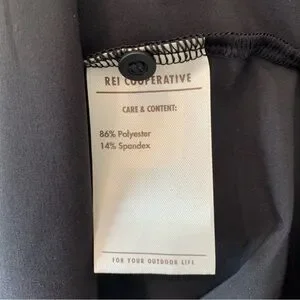 REI COOPERATIVE
CARE & CONTENT:
86% Polyester
14% Spandex
FOR YOUR OUTDOOR LIFE